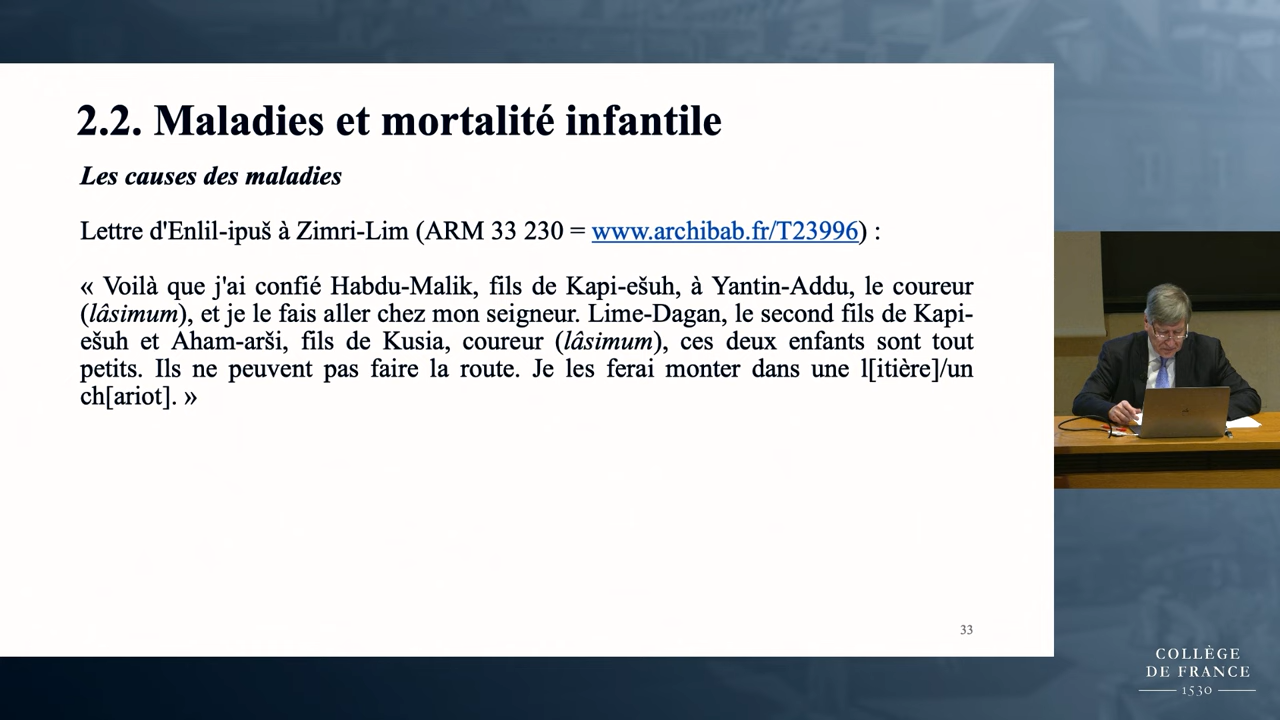 2.2. Maladies et mortalité infantile
Les causes des maladies
Lettre d'Enlil-ipuš à Zimri-Lim (ARM 33 230 = www.archibab.fr/T23996) :
« Voilà que j'ai confié Habdu-Malik, fils de Kapi-ešuh, à Yantin-Addu, le coureur
(lâsimum), et je le fais aller chez mon seigneur. Lime-Dagan, le second fils de Kapi-
ešuh et Aham-arši, fils de Kusia, coureur (lâsimum), ces deux enfants sont tout
petits. Ils ne peuvent pas faire la route. Je les ferai monter dans une l[itière]/un
ch[ariot]. »
33
COLLÈGE
DE FRANCE
1530